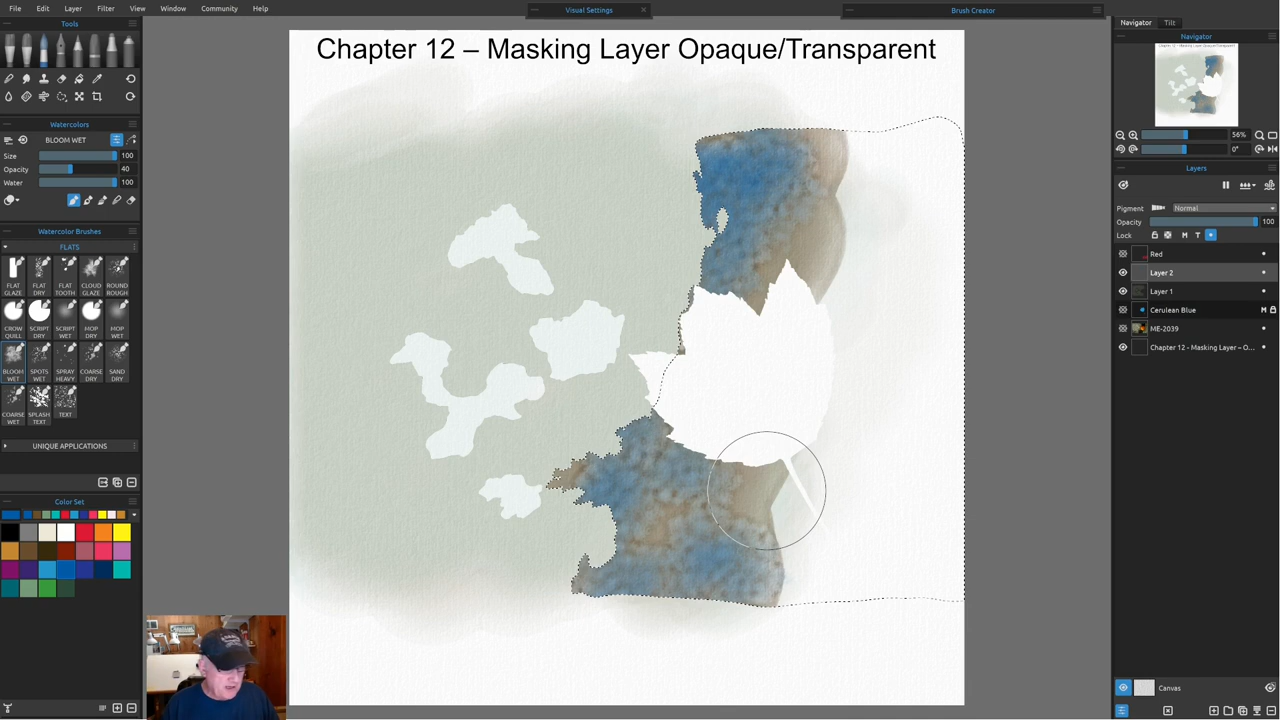 File Edit View Layer Filter Window Community Help
Visual Settings
Brush Creator
Navigator Tilt
Tools
Navigator
Chapter 12 – Masking Layer Opaque/Transparent
Watercolors
BLOOM WET
Size 100
Opacity 40
Water 100
56%
0°
Layers
Pigment Normal
Opacity 100
Lock M T
Red
Layer 2
Layer 1
Cerulean Blue M
ME-2039
Chapter 12 - Masking Layer – O...
Watercolor Brushes
FLATS
FLAT GLAZE
FLAT DRY
FLAT TOOTH
CLOUD GLAZE
ROUND ROUGH
CROW QUILL
SCRIPT DRY
SCRIPT WET
MOP DRY
MOP WET
BLOOM WET
SPOTS WET
SPRAY HEAVY
COARSE DRY
SAND DRY
COARSE WET
SPLASH TEXT
TEXT
UNIQUE APPLICATIONS
Color Set
Canvas